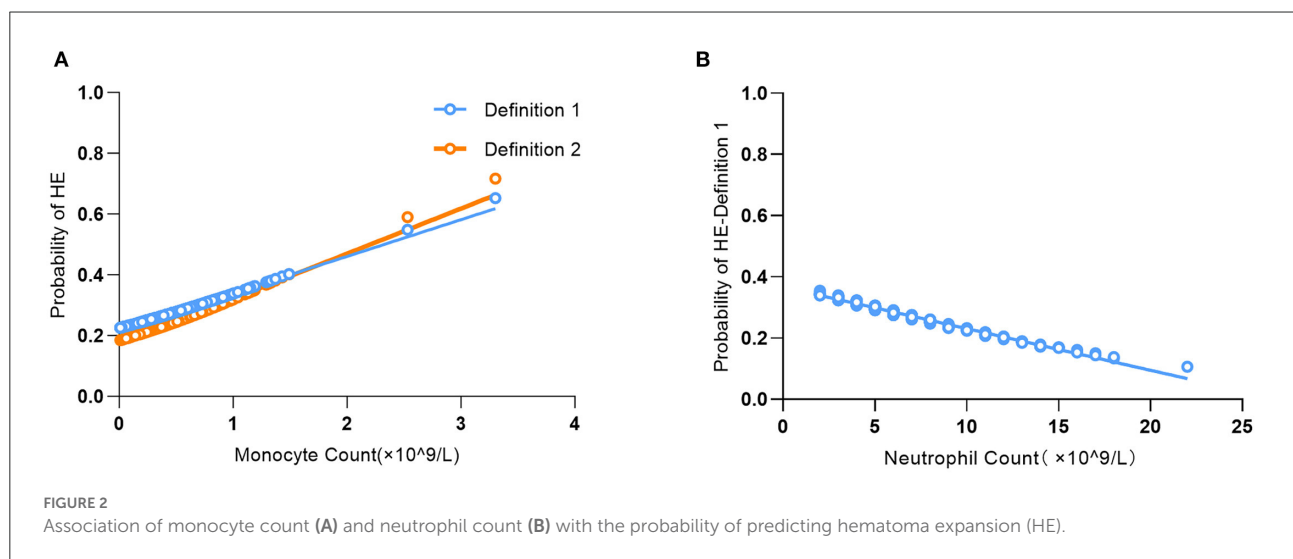 A
1.0
0.8
0.6
0.4
0.2
0.0
Probability of HE
Definition 1
Definition 2
0 1 2 3 4
Monocyte Count(×10^9/L)
B
1.0
0.8
0.6
0.4
0.2
0.0
Probability of HE-Definition 1
5 10 15 20 25
Neutrophil Count( ×10^9/L)
FIGURE 2
Association of monocyte count (A) and neutrophil count (B) with the probability of predicting hematoma expansion (HE).